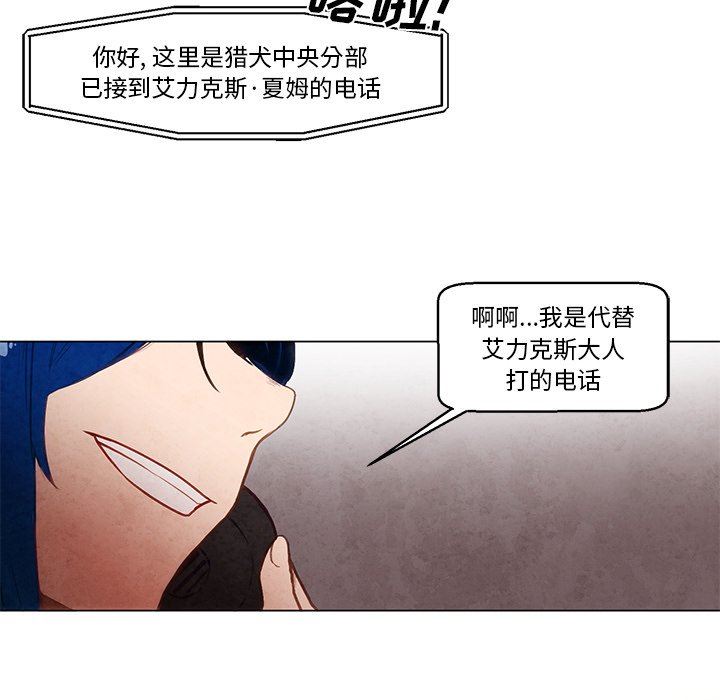 咯啦!
你好, 这里是猎犬中央分部
已接到艾力克斯·夏姆的电话
啊啊...我是代替
艾力克斯大人
打的电话